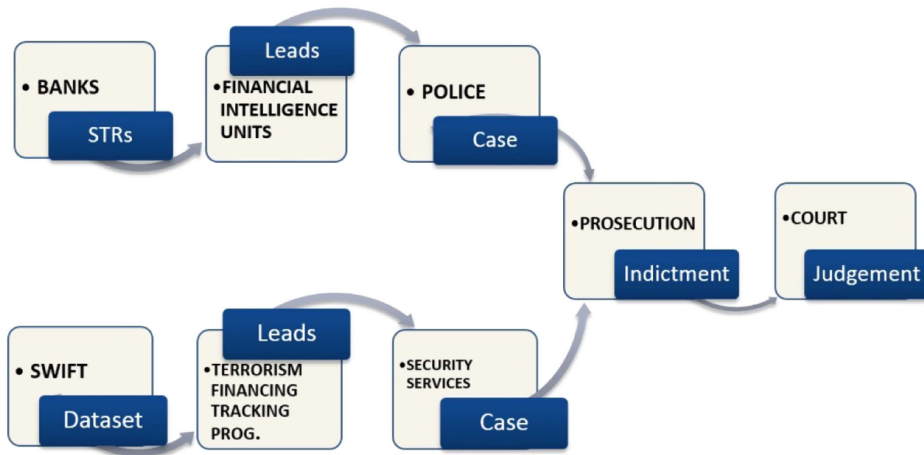 • BANKS
STRs
Leads
•FINANCIAL
INTELLIGENCE
UNITS
• POLICE
Case
•PROSECUTION
Indictment
•COURT
Judgement
• SWIFT
Dataset
Leads
•TERRORISM
FINANCING
TRACKING
PROG.
•SECURITY
SERVICES
Case